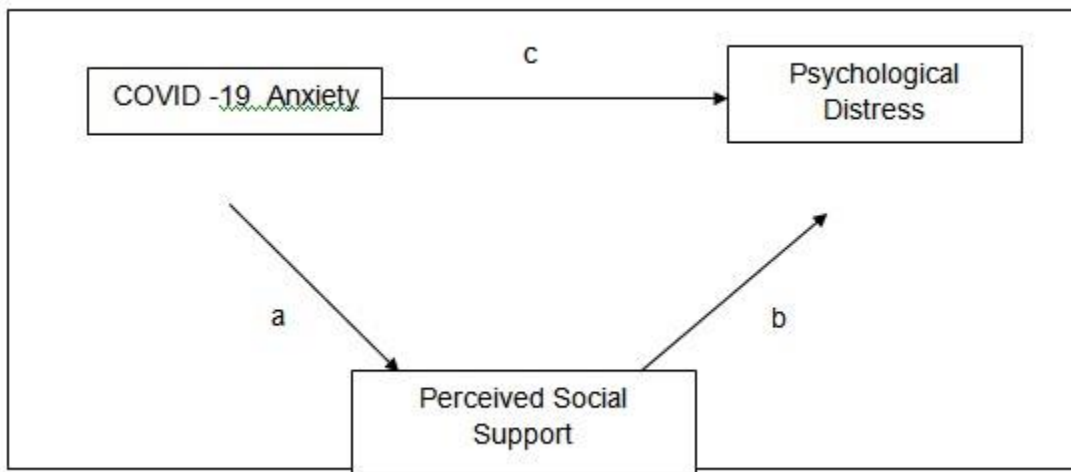 c
COVID -19 Anxiety
Psychological
Distress
a
b
Perceived Social
Support